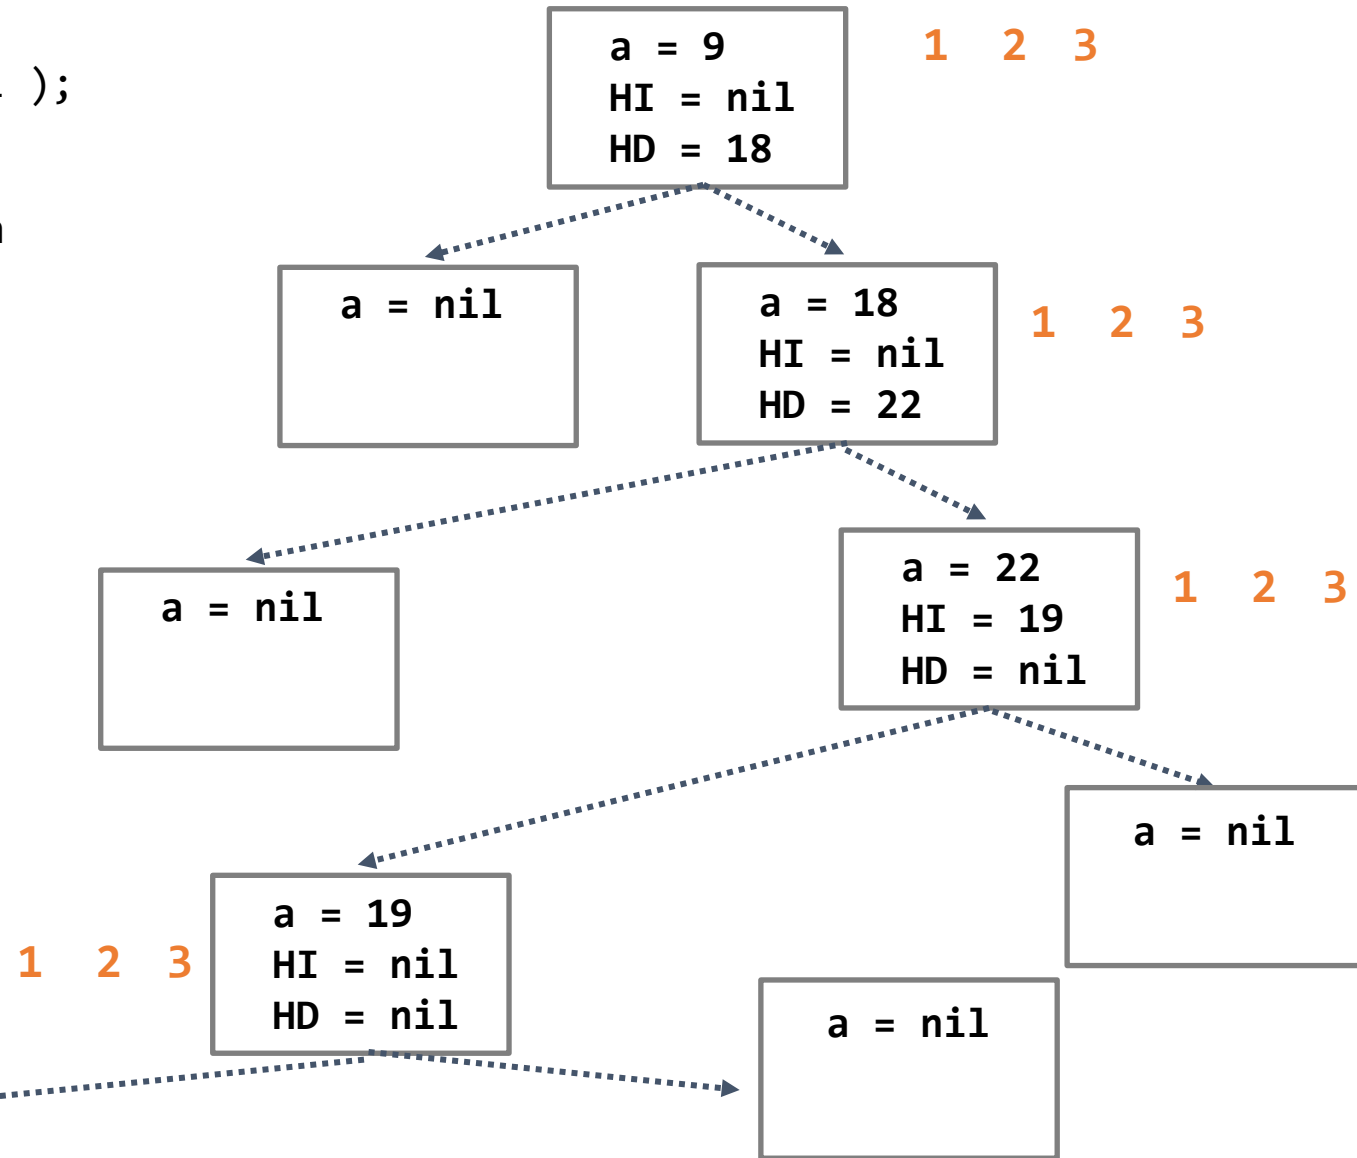 a = 9
HI = nil
HD = 18
1 2 3
);
a = nil
a = 18
HI = nil
HD = 22
1 2 3
a = nil
a = 22
HI = 19
HD = nil
1 2 3
a = nil
1 2 3
a = 19
HI = nil
HD = nil
a = nil